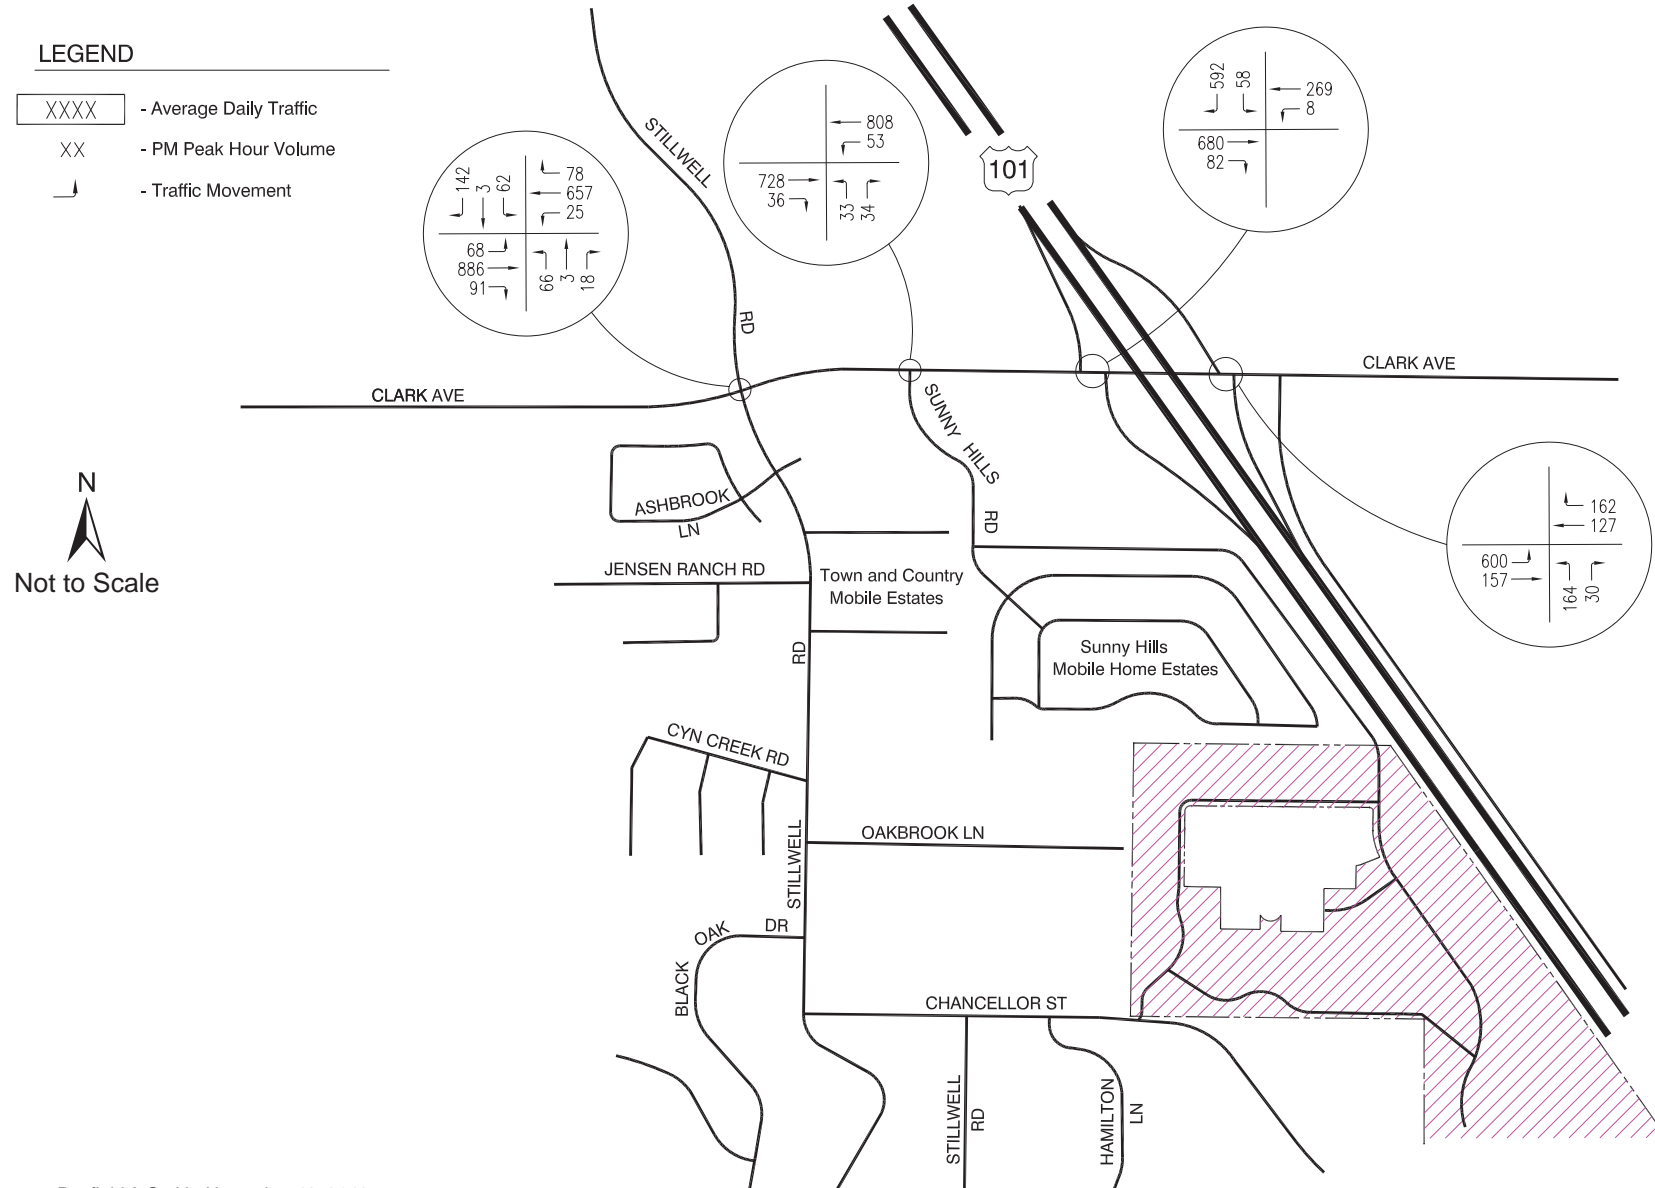 LEGEND
XXXX - Average Daily Traffic
XX - PM Peak Hour Volume
- Traffic Movement
142
3
62
78
657
25
68
886
91
66
3
18
808
53
728
36
33
34
592
58
269
8
680
82
101
STILLWELL
RD
CLARK AVE
CLARK AVE
SUNNY HILLS
RD
162
127
600
157
164
30
N
Not to Scale
ASHBROOK
LN
JENSEN RANCH RD
Town and Country
Mobile Estates
RD
Sunny Hills
Mobile Home Estates
CYN CREEK RD
STILLWELL
OAKBROOK LN
BLACK OAK DR
CHANCELLOR ST
STILLWELL
RD
HAMILTON
LN